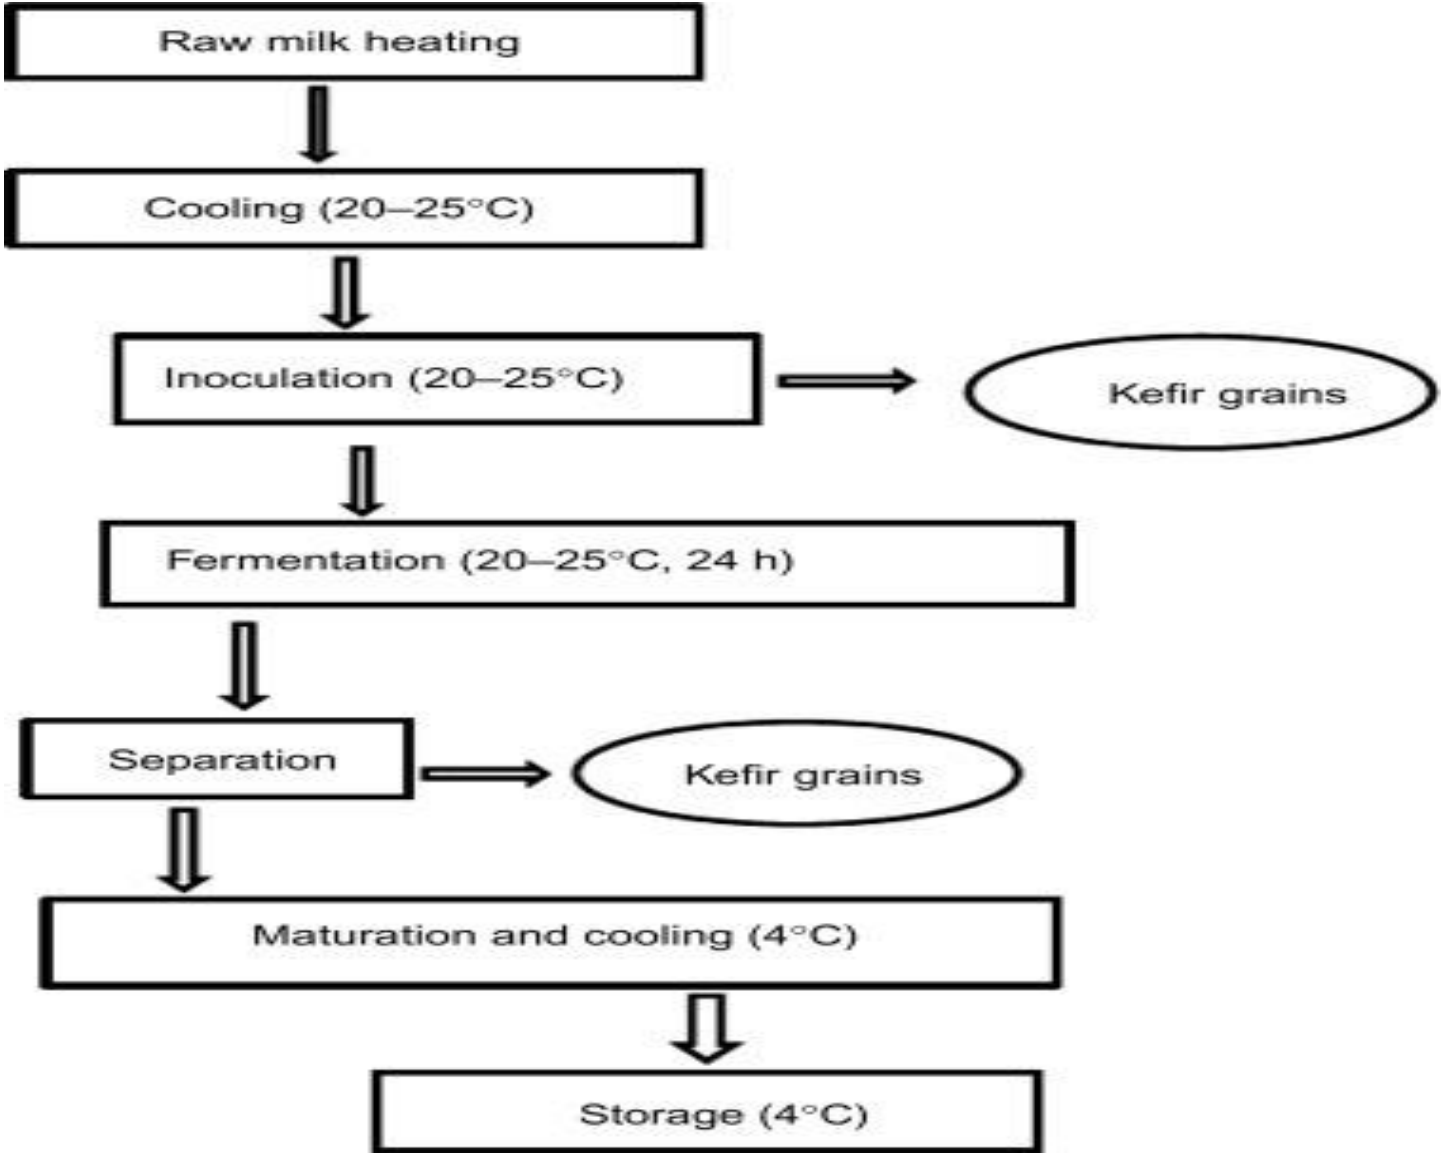 Raw milk heating
Cooling (20–25°C)
Inoculation (20–25°C)
Kefir grains
Fermentation (20–25°C, 24 h)
Separation
Kefir grains
Maturation and cooling (4°C)
Storage (4°C)